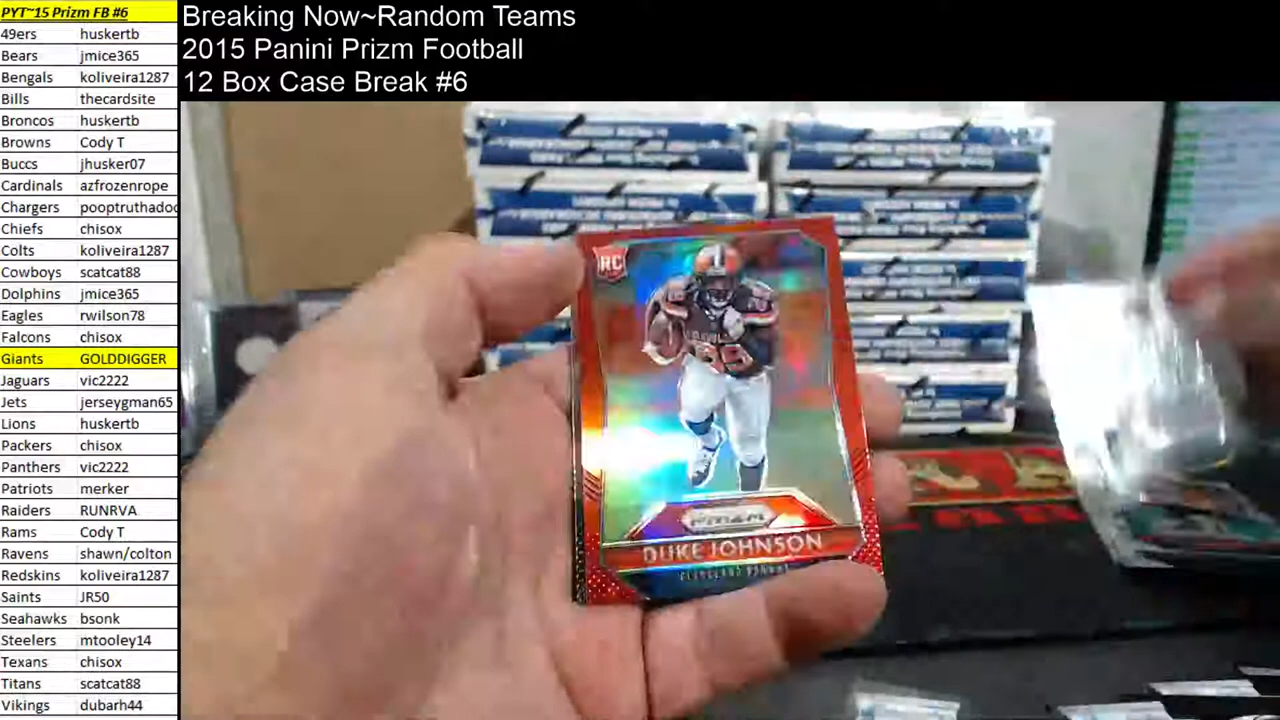 PYT~15 Prizm FB #6
49ers huskertb
Bears jmice365
Bengals koliveira1287
Bills thecardsite
Broncos huskertb
Browns Cody T
Buccs jhusker07
Cardinals azfrozenrope
Chargers pooptruthadoo
Chiefs chisox
Colts koliveira1287
Cowboys scatcat88
Dolphins jmice365
Eagles rwilson78
Falcons chisox
Giants GOLDDIGGER
Jaguars vic2222
Jets jerseygman65
Lions huskertb
Packers chisox
Panthers vic2222
Patriots merker
Raiders RUNRVA
Rams Cody T
Ravens shawn/colton
Redskins koliveira1287
Saints JR50
Seahawks bsonk
Steelers mtooley14
Texans chisox
Titans scatcat88
Vikings dubarh44
Breaking Now~Random Teams
2015 Panini Prizm Football
12 Box Case Break #6
RC
PRIZM
DUKE JOHNSON
CLEVELAND BROWNS